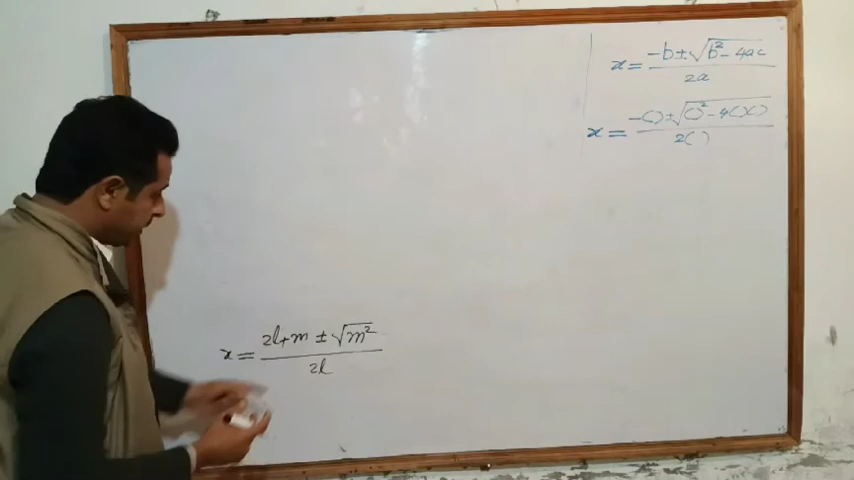 x = -b ± √b² - 4ac / 2a
x = -( ) ± √( )² - 4( )( ) / 2( )
x = 2l+m ± √m² / 2l